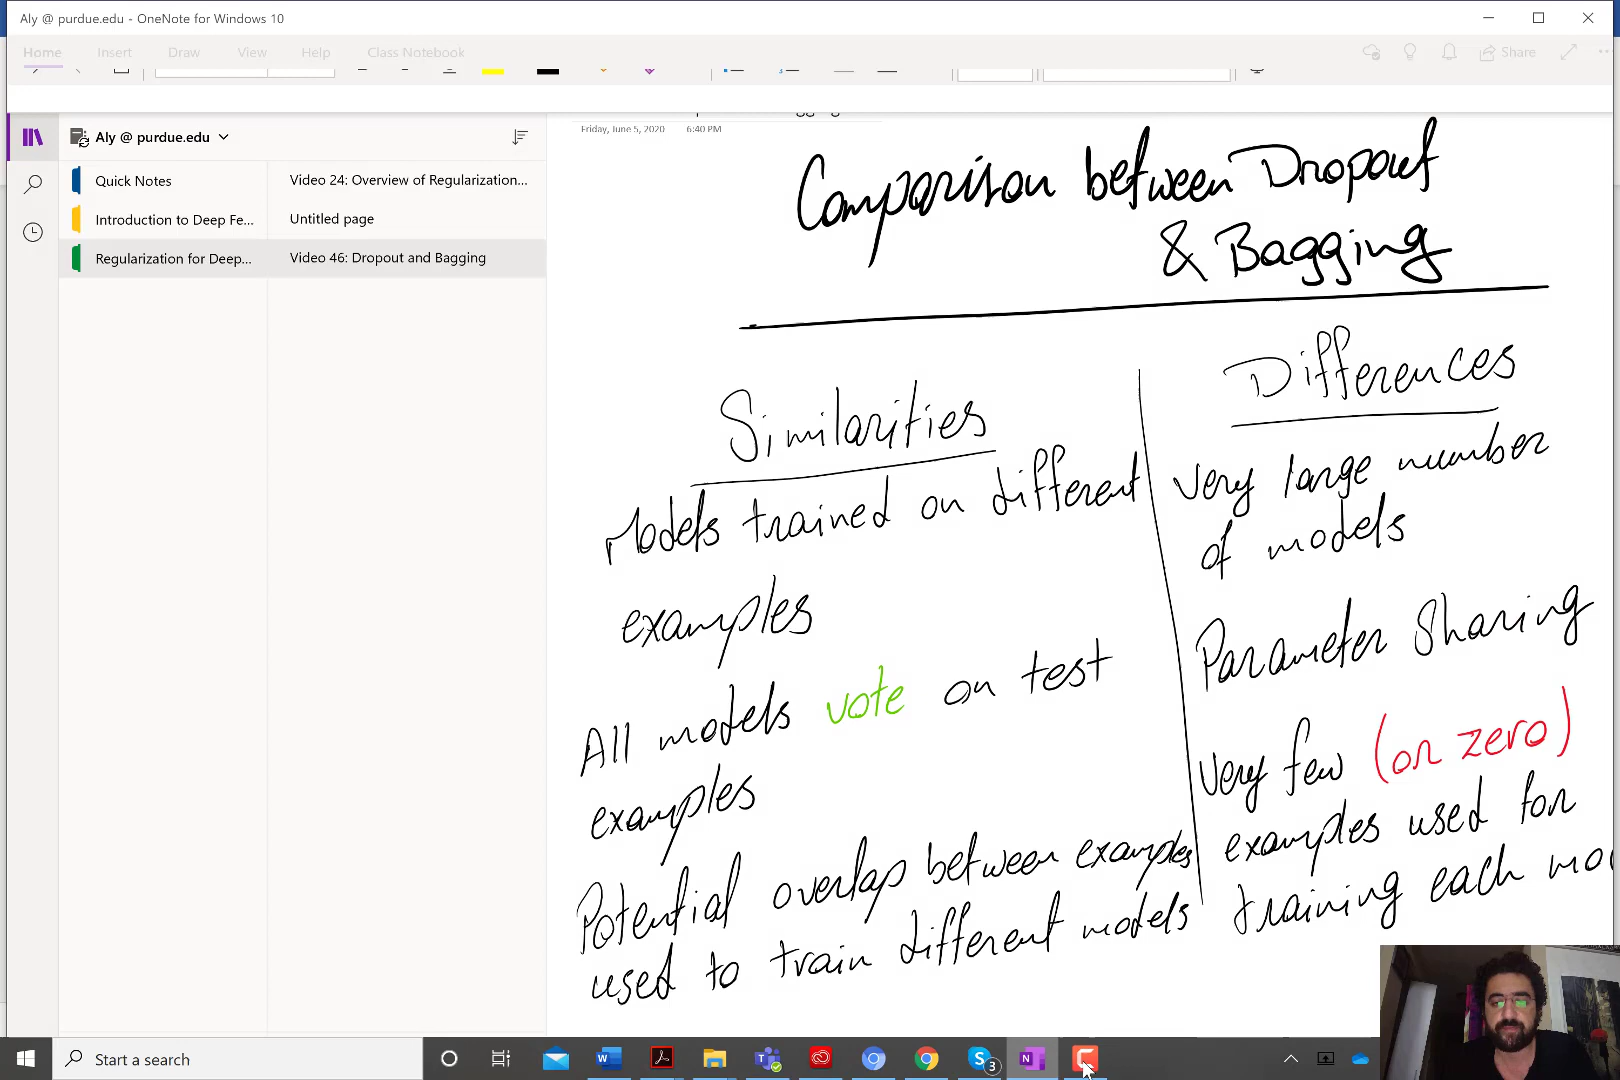 Aly @ purdue.edu - OneNote for Windows 10
Home Insert Draw View Help Class Notebook
Share
Aly @ purdue.edu
Quick Notes
Introduction to Deep Fe...
Regularization for Deep...
Video 24: Overview of Regularization...
Untitled page
Video 46: Dropout and Bagging
Friday, June 5, 2020 6:40 PM
Comparison between Dropout
& Bagging
Similarities
Models trained on different
examples
All models vote on test
examples
Potential overlap between examples
used to train different models
Differences
Very large number
of models
Parameter Sharing
Very few (or zero)
examples used for
training each mo
Start a search
3